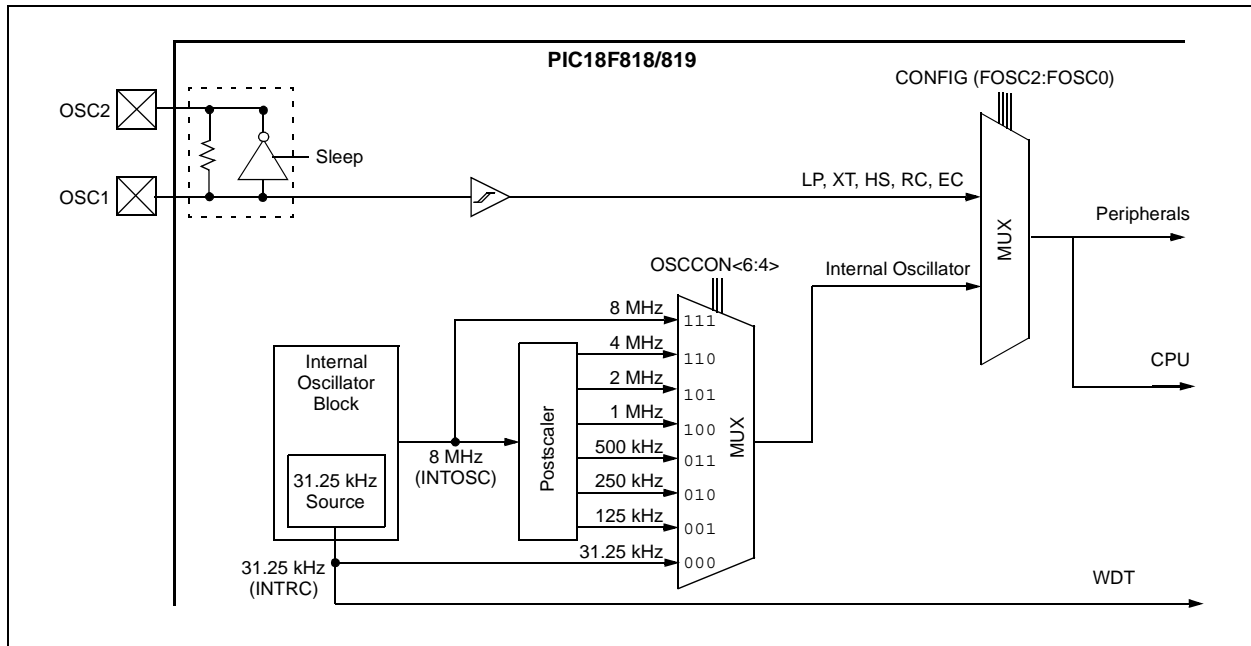 PIC18F818/819
CONFIG (FOSC2:FOSC0)
OSC2
Sleep
OSC1
LP, XT, HS, RC, EC
MUX
Peripherals
OSCCON<6:4>
Internal Oscillator
8 MHz
111
Internal
Oscillator
Block
4 MHz
110
CPU
2 MHz
101
1 MHz
100
MUX
Postscaler
8 MHz
(INTOSC)
500 kHz
011
31.25 kHz
Source
250 kHz
010
125 kHz
001
31.25 kHz
000
31.25 kHz
(INTRC)
WDT